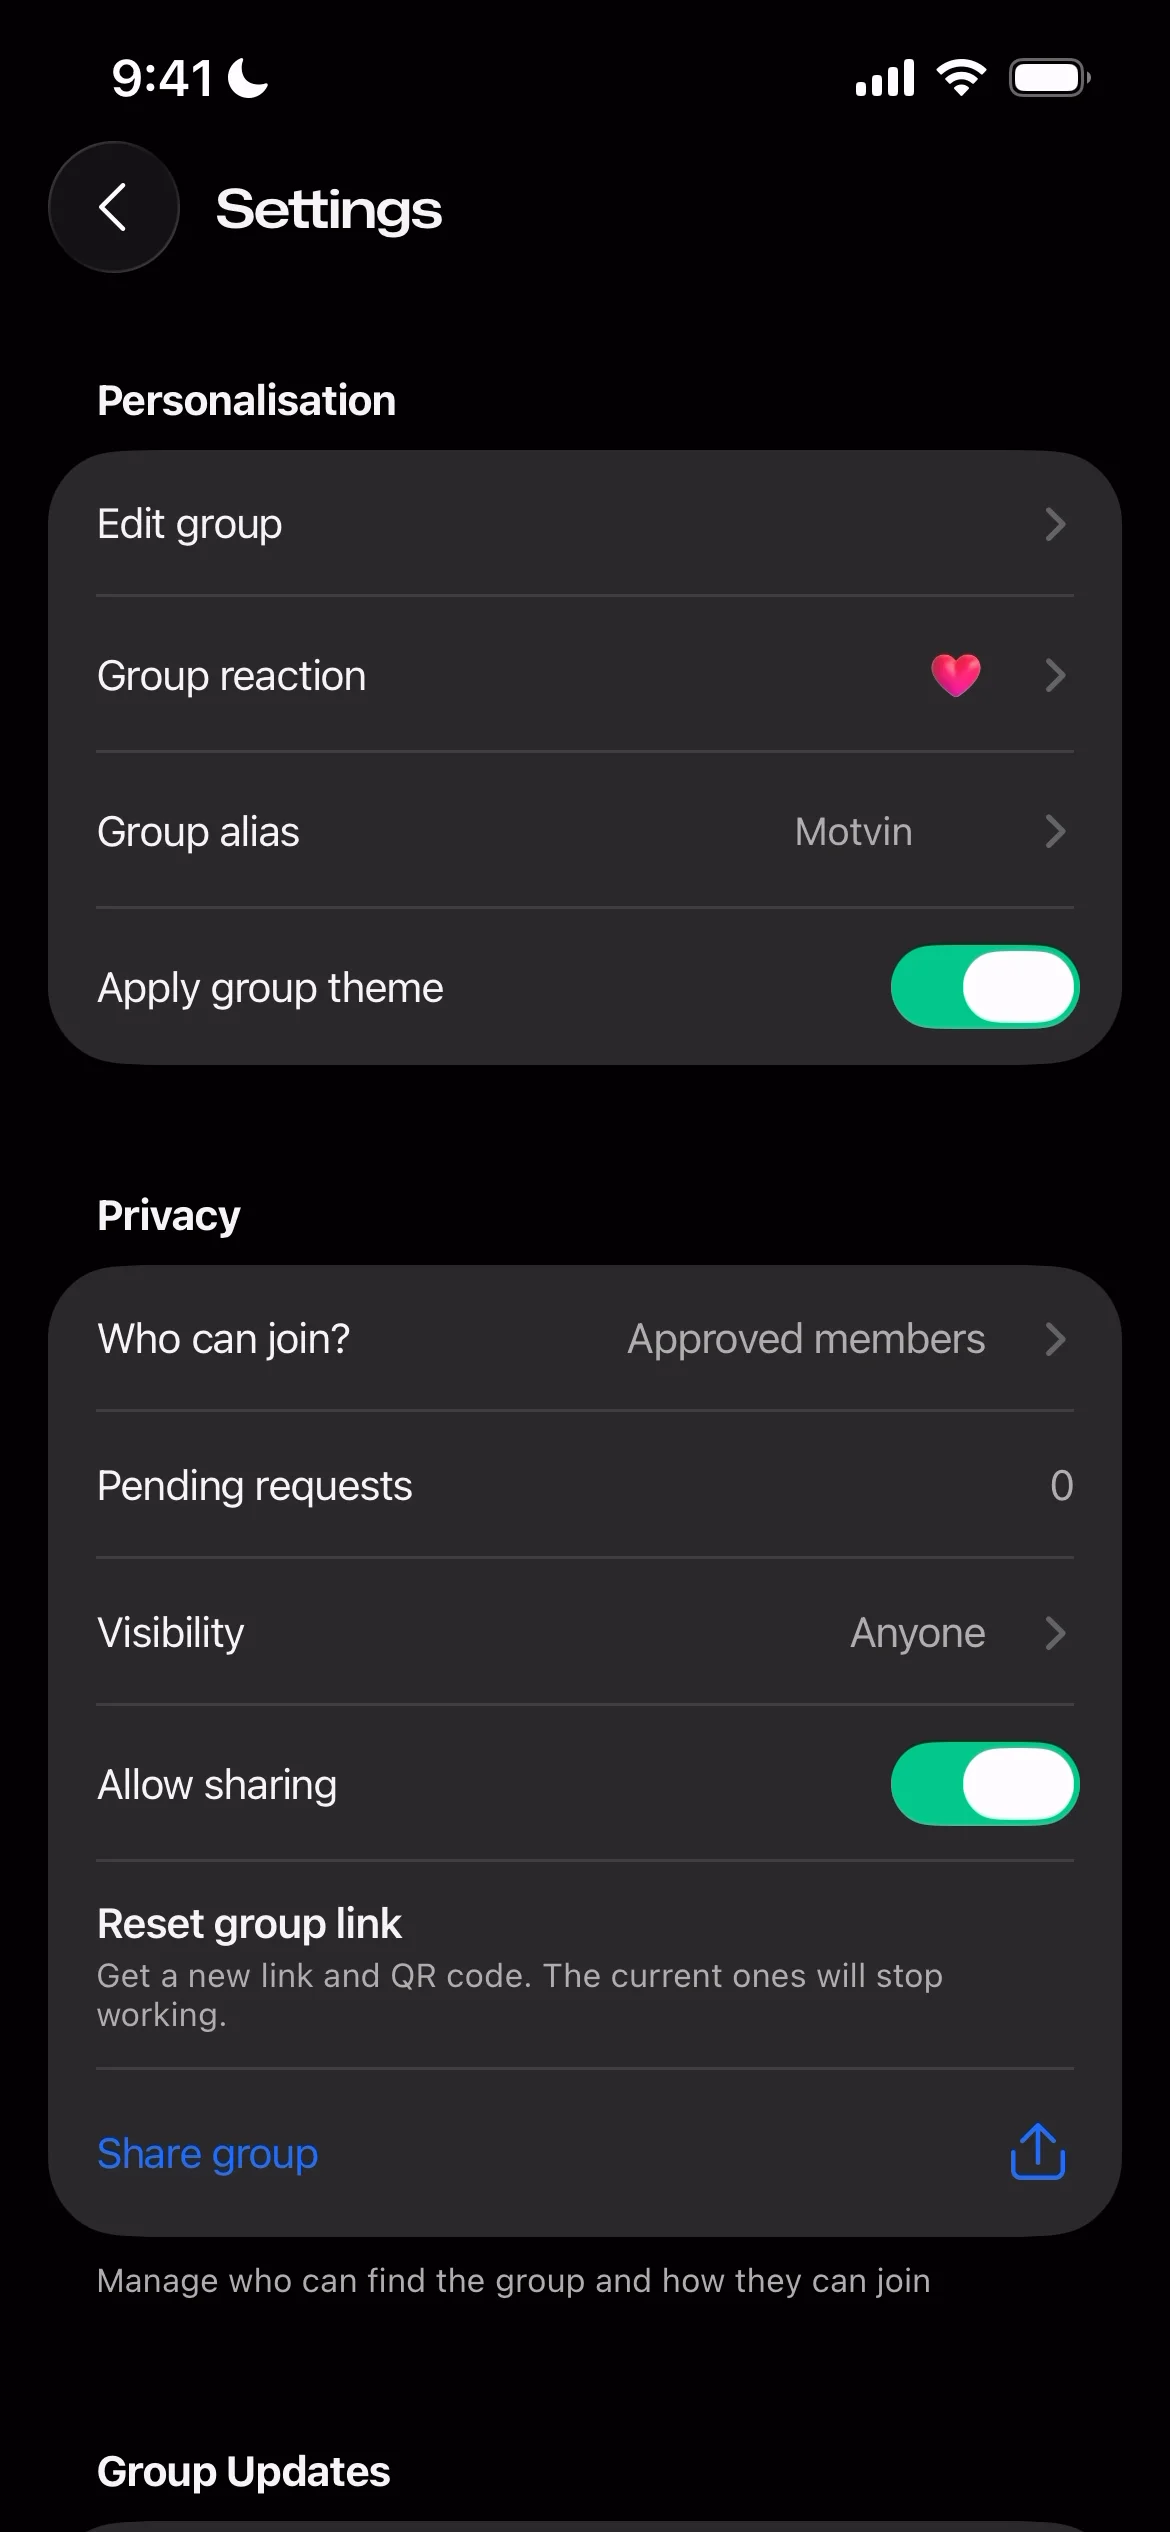 9:41
Settings
Personalisation
Edit group
Group reaction
Group alias Motvin
Apply group theme
Privacy
Who can join? Approved members
Pending requests 0
Visibility Anyone
Allow sharing
Reset group link
Get a new link and QR code. The current ones will stop
working.
Share group
Manage who can find the group and how they can join
Group Updates